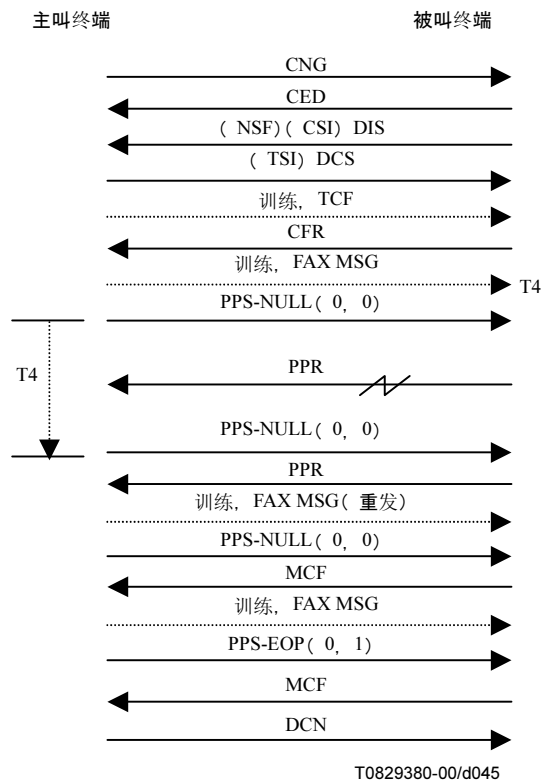 主叫终端 被叫终端
CNG
CED
( NSF)( CSI) DIS
( TSI) DCS
训练, TCF
CFR
训练, FAX MSG
T4
PPS-NULL( 0, 0)
T4
PPR
PPS-NULL( 0, 0)
PPR
训练, FAX MSG( 重发)
PPS-NULL( 0, 0)
MCF
训练, FAX MSG
PPS-EOP( 0, 1)
MCF
DCN
T0829380-00/d045